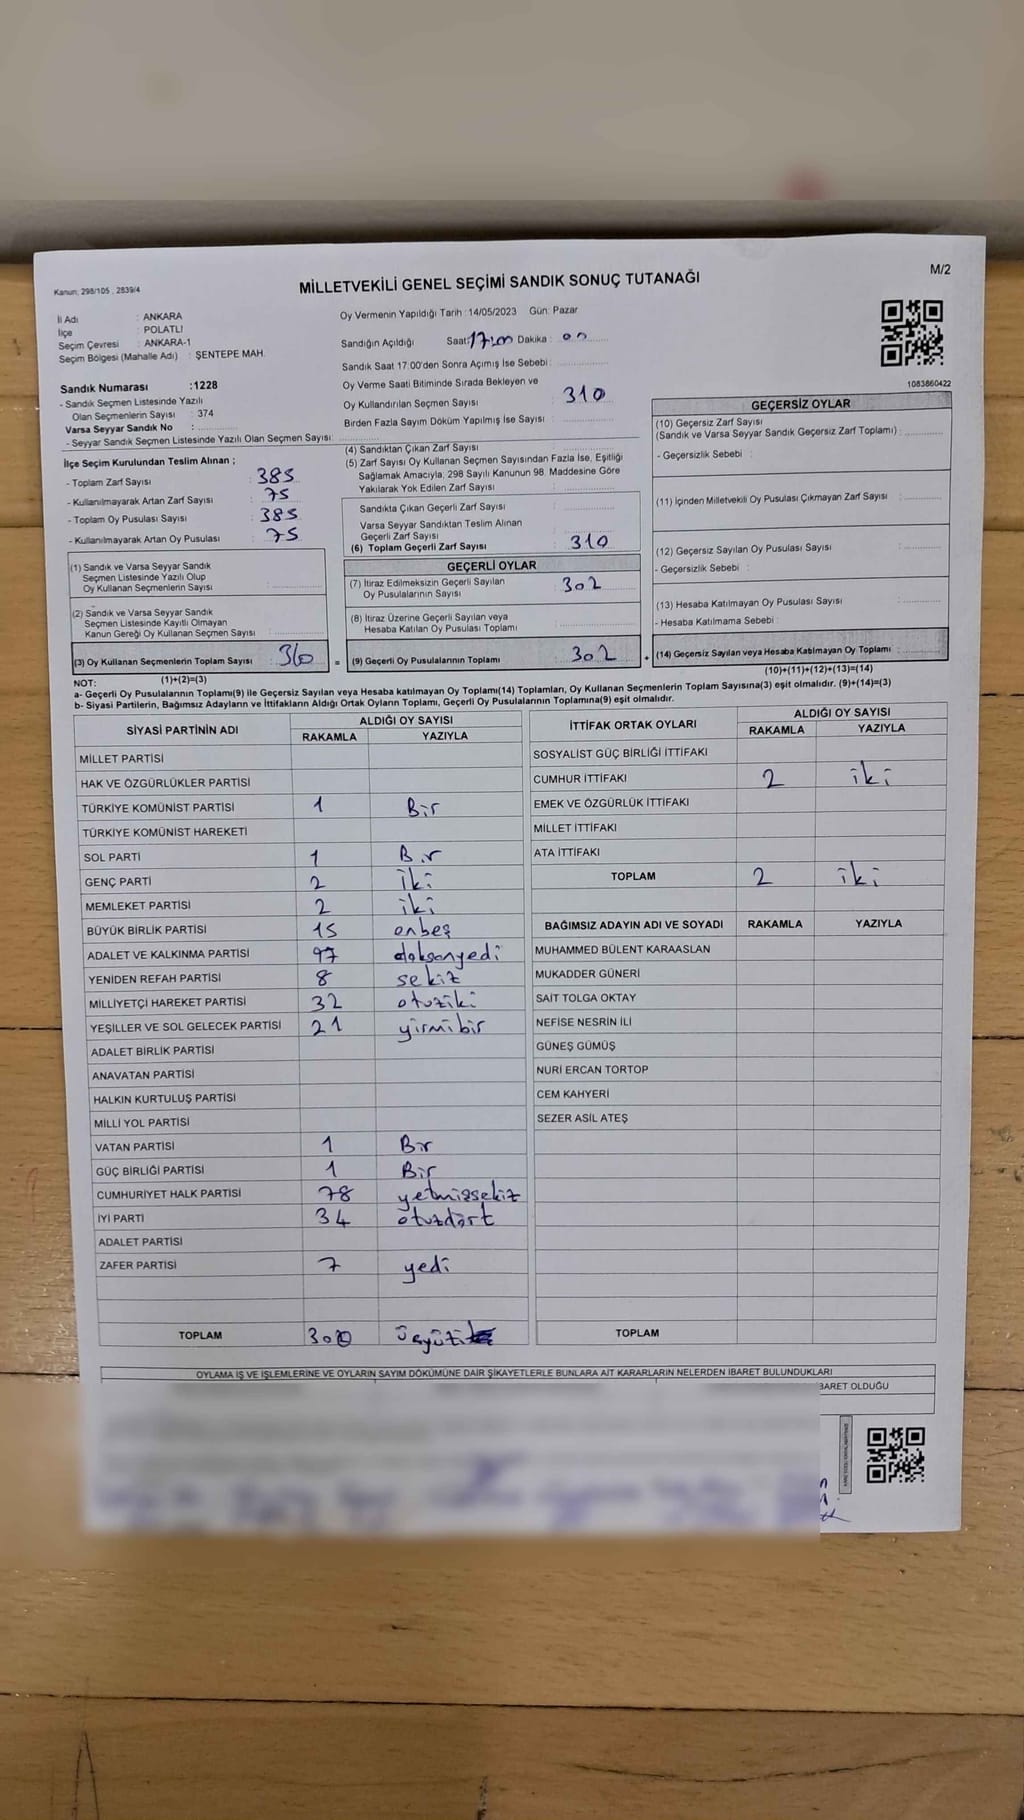 Kanun; 298/105 ; 2839/4
MİLLETVEKİLİ GENEL SEÇİMİ SANDIK SONUÇ TUTANAĞI
M/2
İl Adı : ANKARA
İlçe : POLATLI
Seçim Çevresi : ANKARA-1
Seçim Bölgesi (Mahalle Adı) : ŞENTEPE MAH.
Sandık Numarası :1228
- Sandık Seçmen Listesinde Yazılı
Olan Seçmenlerin Sayısı : 374
Varsa Seyyar Sandık No :
- Seyyar Sandık Seçmen Listesinde Yazılı Olan Seçmen Sayısı:
Oy Vermenin Yapıldığı Tarih : 14/05/2023 Gün: Pazar
Sandığın Açıldığı Saat: 17:00 Dakika : 00
Sandık Saat 17:00'den Sonra Açımış İse Sebebi:
Oy Verme Saati Bitiminde Sırada Bekleyen ve
Oy Kullandırılan Seçmen Sayısı : 310
Birden Fazla Sayım Döküm Yapılmış İse Sayısı :
1083860422
İlçe Seçim Kurulundan Teslim Alınan ;
- Toplam Zarf Sayısı : 385
- Kullanılmayarak Artan Zarf Sayısı : 75
- Toplam Oy Pusulası Sayısı : 385
- Kullanılmayarak Artan Oy Pusulası : 75
(1) Sandık ve Varsa Seyyar Sandık
Seçmen Listesinde Yazılı Olup
Oy Kullanan Seçmenlerin Sayısı :
(2) Sandık ve Varsa Seyyar Sandık
Seçmen Listesinde Kayıtlı Olmayan
Kanun Gereği Oy Kullanan Seçmen Sayısı :
(3) Oy Kullanan Seçmenlerin Toplam Sayısı : 310 =
(1)+(2)=(3)
(4) Sandıktan Çıkan Zarf Sayısı :
(5) Zarf Sayısı Oy Kullanan Seçmen Sayısından Fazla İse, Eşitliği
Sağlamak Amacıyla, 298 Sayılı Kanunun 98. Maddesine Göre
Yakılarak Yok Edilen Zarf Sayısı :
Sandıkta Çıkan Geçerli Zarf Sayısı :
Varsa Seyyar Sandıktan Teslim Alınan
Geçerli Zarf Sayısı :
(6) Toplam Geçerli Zarf Sayısı : 310
GEÇERLİ OYLAR
(7) İtiraz Edilmeksizin Geçerli Sayılan
Oy Pusulalarının Sayısı : 302
(8) İtiraz Üzerine Geçerli Sayılan veya
Hesaba Katılan Oy Pusulası Toplamı :
(9) Geçerli Oy Pusulalarının Toplamı : 302 +
GEÇERSİZ OYLAR
(10) Geçersiz Zarf Sayısı
(Sandık ve Varsa Seyyar Sandık Geçersiz Zarf Toplamı) :
- Geçersizlik Sebebi :
(11) İçinden Milletvekili Oy Pusulası Çıkmayan Zarf Sayısı :
(12) Geçersiz Sayılan Oy Pusulası Sayısı :
- Geçersizlik Sebebi :
(13) Hesaba Katılmayan Oy Pusulası Sayısı :
- Hesaba Katılmama Sebebi :
(14) Geçersiz Sayılan veya Hesaba Katılmayan Oy Toplamı :
(10)+(11)+(12)+(13)=(14)
NOT:
a- Geçerli Oy Pusulalarının Toplamı(9) ile Geçersiz Sayılan veya Hesaba katılmayan Oy Toplamı(14) Toplamları, Oy Kullanan Seçmenlerin Toplam Sayısına(3) eşit olmalıdır. (9)+(14)=(3)
b- Siyasi Partilerin, Bağımsız Adayların ve İttifakların Aldığı Ortak Oyların Toplamı, Geçerli Oy Pusulalarının Toplamına(9) eşit olmalıdır.
SİYASİ PARTİNİN ADI ALDIĞI OY SAYISI
RAKAMLA YAZIYLA
MİLLET PARTİSİ
HAK VE ÖZGÜRLÜKLER PARTİSİ
TÜRKİYE KOMÜNİST PARTİSİ 1 Bir
TÜRKİYE KOMÜNİST HAREKETİ
SOL PARTİ 1 Bir
GENÇ PARTİ 2 iki
MEMLEKET PARTİSİ 2 iki
BÜYÜK BİRLİK PARTİSİ 15 onbeş
ADALET VE KALKINMA PARTİSİ 97 doksanyedi
YENİDEN REFAH PARTİSİ 8 sekiz
MİLLİYETÇİ HAREKET PARTİSİ 32 otuziki
YEŞİLLER VE SOL GELECEK PARTİSİ 21 yirmibir
ADALET BİRLİK PARTİSİ
ANAVATAN PARTİSİ
HALKIN KURTULUŞ PARTİSİ
MİLLİ YOL PARTİSİ
VATAN PARTİSİ 1 Bir
GÜÇ BİRLİĞİ PARTİSİ 1 Bir
CUMHURİYET HALK PARTİSİ 78 yetmişsekiz
İYİ PARTİ 34 otuzdört
ADALET PARTİSİ
ZAFER PARTİSİ 7 yedi
TOPLAM 300
İTTİFAK ORTAK OYLARI ALDIĞI OY SAYISI
RAKAMLA YAZIYLA
SOSYALİST GÜÇ BİRLİĞİ İTTİFAKI
CUMHUR İTTİFAKI 2 iki
EMEK VE ÖZGÜRLÜK İTTİFAKI
MİLLET İTTİFAKI
ATA İTTİFAKI
TOPLAM 2 iki
BAĞIMSIZ ADAYIN ADI VE SOYADI RAKAMLA YAZIYLA
MUHAMMED BÜLENT KARAASLAN
MUKADDER GÜNERİ
SAİT TOLGA OKTAY
NEFİSE NESRİN İLİ
GÜNEŞ GÜMÜŞ
NURİ ERCAN TORTOP
CEM KAHYERİ
SEZER ASİL ATEŞ
TOPLAM
OYLAMA İŞ VE İŞLEMLERİNE VE OYLARIN SAYIM DÖKÜMÜNE DAİR ŞİKAYETLERLE BUNLARA AİT KARARLARIN NELERDEN İBARET BULUNDUKLARI
BARET OLDUĞU